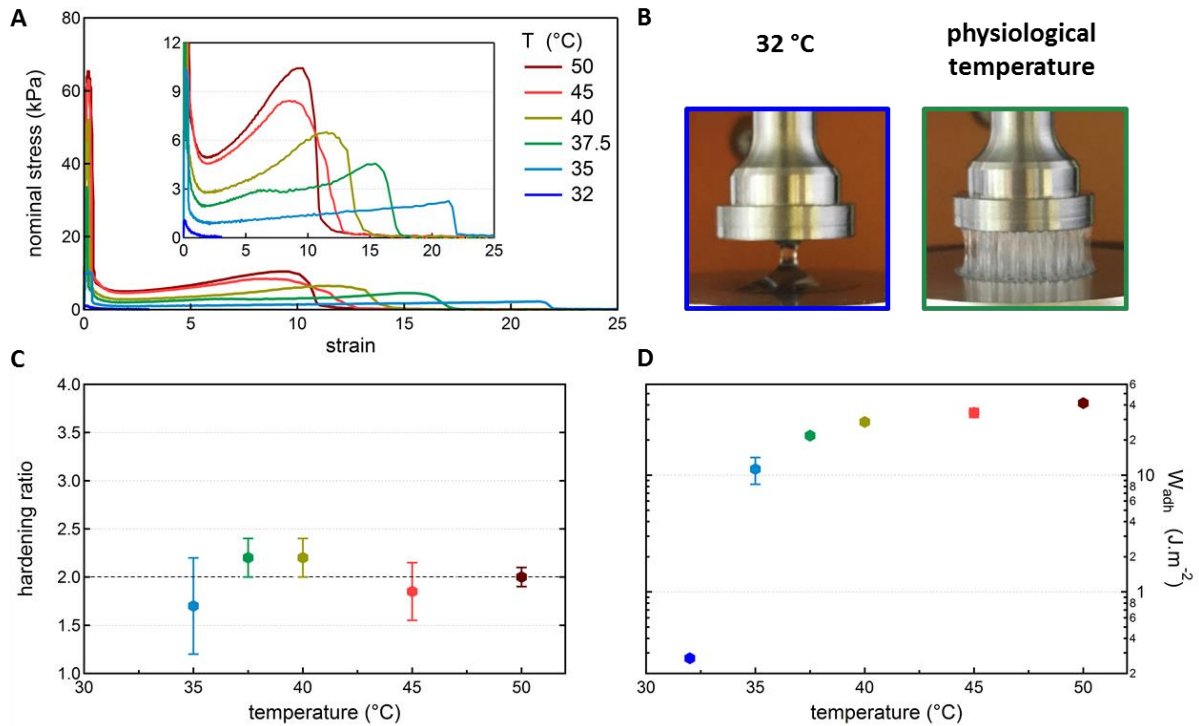 A
80
60
40
20
0
nominal stress (kPa)
0 5 10 15 20 25
strain
12
9
6
3
0
0 5 10 15 20 25
T (°C)
50
45
40
37.5
35
32
B
32 °C
physiological
temperature
C
4.0
3.5
3.0
2.5
2.0
1.5
1.0
hardening ratio
30 35 40 45 50
temperature (°C)
D
6
4
2
10
8
6
4
2
1
8
6
4
2
W_adh (J.m⁻²)
30 35 40 45 50
temperature (°C)